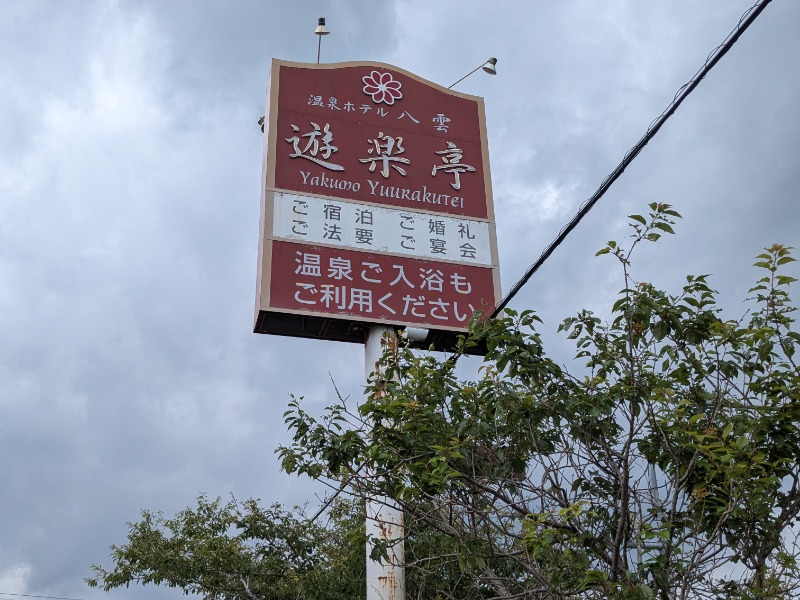 温泉ホテル 八雲
遊楽亭
Yakumo Yuurakutei
ご宿泊 ご婚礼
ご法要 ご宴会
温泉ご入浴も
ご利用ください